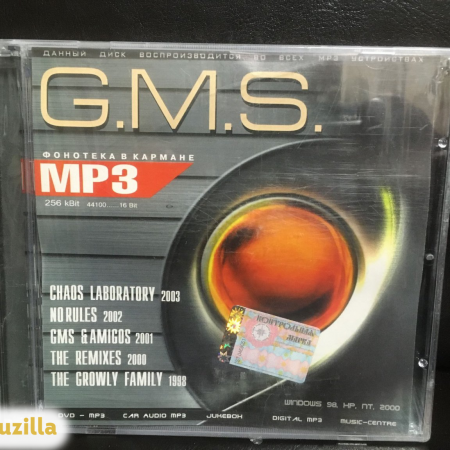 ДАННЫЙ ДИСК ВОСПРОИЗВОДИТСЯ ВО ВСЕХ MP3 УСТРОЙСТВАХ
G.M.S.
ФОНОТЕКА В КАРМАНЕ
MP3
256 kBit 44100......16 Bit
CHAOS LABORATORY 2003
NO RULES 2002
GMS & AMIGOS 2001
THE REMIXES 2000
THE GROWLY FAMILY 1998
КОНТРОЛЬНАЯ
МАРКА
WINDOWS 98, HP, NT, 2000
DVD - MP3 CAR AUDIO MP3 JUKEBOX DIGITAL MP3 MUSIC-CENTRE
uzilla